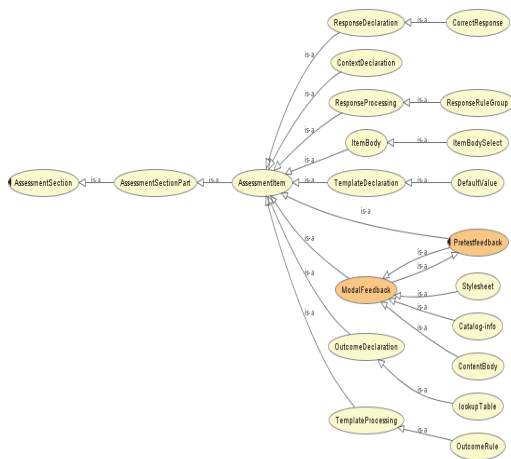 ResponseDeclaration
is-a
CorrectResponse
is-a
ContextDeclaration
is-a
ResponseProcessing
is-a
ResponseRuleGroup
is-a
ItemBody
is-a
ItemBodySelect
is-a
AssessmentSection
is-a
AssessmentSectionPart
is-a
AssessmentItem
is-a
TemplateDeclaration
is-a
DefaultValue
is-a
Pretestfeedback
is-a
is-a
is-a
ModalFeedback
is-a
Stylesheet
is-a
Catalog-info
is-a
ContentBody
is-a
OutcomeDeclaration
is-a
lookupTable
is-a
TemplateProcessing
is-a
OutcomeRule